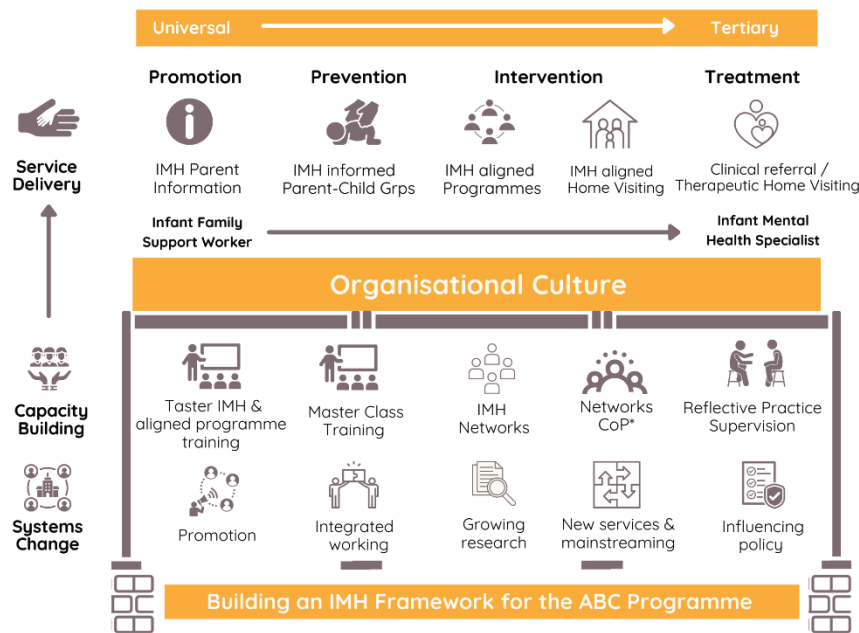 Universal
Tertiary
Promotion
Prevention
Intervention
Treatment
Service
Delivery
IMH Parent
Information
IMH informed
Parent-Child Grps
IMH aligned
Programmes
IMH aligned
Home Visiting
Clinical referral /
Therapeutic Home Visiting
Infant Family
Support Worker
Infant Mental
Health Specialist
Organisational Culture
Capacity
Building
Taster IMH &
aligned programme
training
Master Class
Training
IMH
Networks
Networks
CoP*
Reflective Practice
Supervision
Systems
Change
Promotion
Integrated
working
Growing
research
New services &
mainstreaming
Influencing
policy
Building an IMH Framework for the ABC Programme